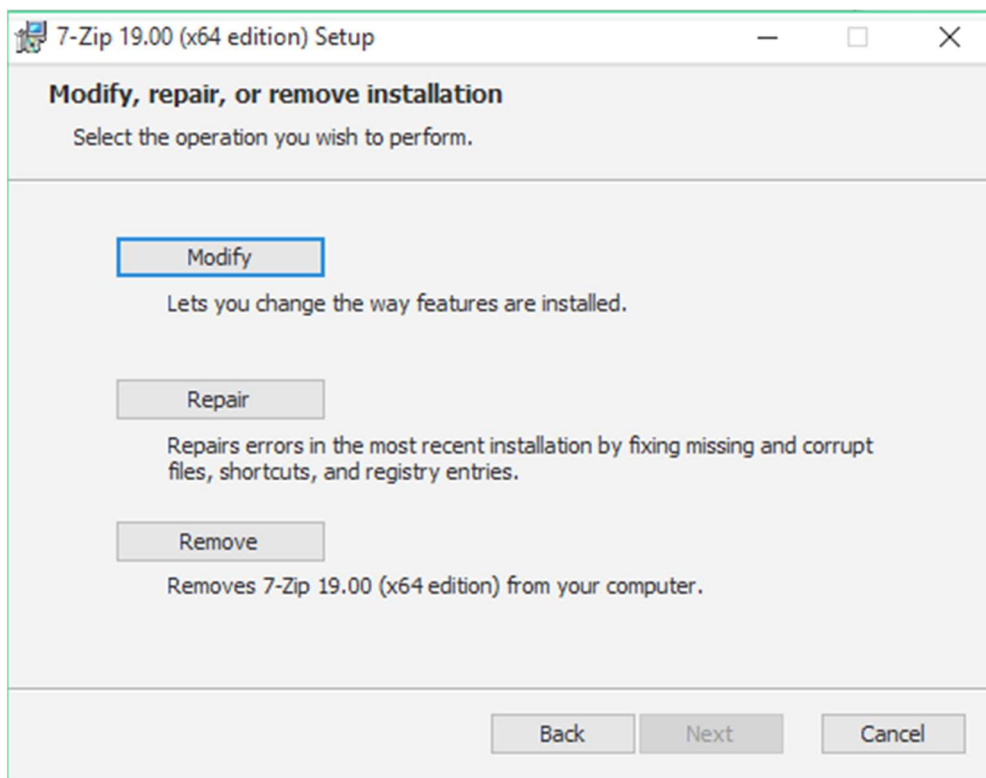 7-Zip 19.00 (x64 edition) Setup
Modify, repair, or remove installation
Select the operation you wish to perform.
Modify
Lets you change the way features are installed.
Repair
Repairs errors in the most recent installation by fixing missing and corrupt
files, shortcuts, and registry entries.
Remove
Removes 7-Zip 19.00 (x64 edition) from your computer.
Back Next Cancel